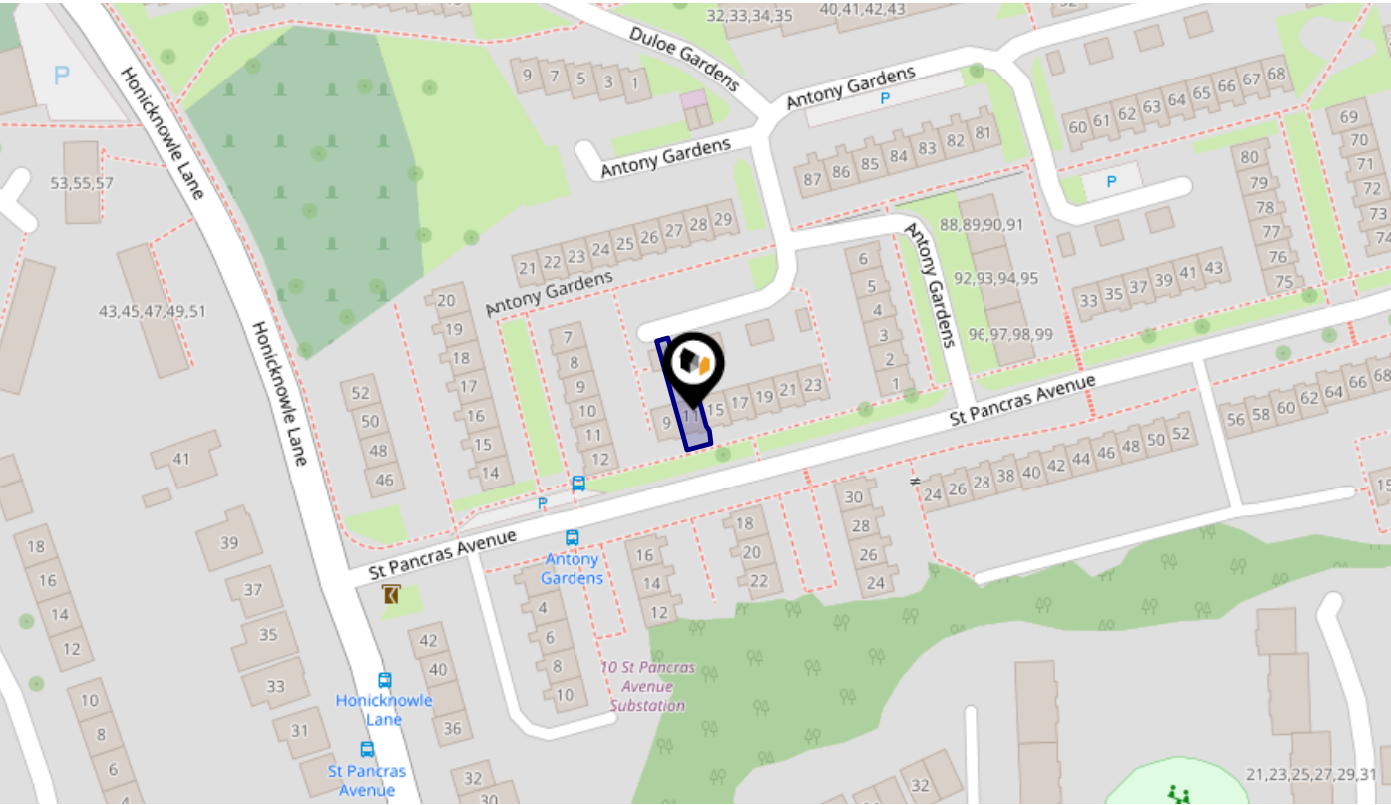 32,33,34,35
40,41,42,43
Duloe Gardens
9 7 5 3 1
P
Honicknowle Lane
Antony Gardens
P
60 61 62 63 64 65 66 67 68
69
70
71
72
73
74
87 86 85 84 83 82 81
Antony Gardens
53,55,57
P
80
79
78
77
76
75
21 22 23 24 25 26 27 28 29
88,89,90,91
92,93,94,95
96,97,98,99
Antony Gardens
6
5
4
3
2
1
33 35 37 39 41 43
Antony Gardens
43,45,47,49,51
20
19
18
17
16
15
14
7
8
9
10
11
12
Honicknowle Lane
52
50
48
46
9 11 15 17 19 21 23
St Pancras Avenue
56 58 60 62 64 66 68
24 26 28 38 40 42 44 46 48 50 52
41
P
St Pancras Avenue
Antony
Gardens
18
16
14
12
39
37
35
33
31
16
14
12
18
20
22
30
28
26
24
15
4
6
8
10
42
40
36
32
30
10 St Pancras
Avenue
Substation
Honicknowle
Lane
St Pancras
Avenue
10
8
6
4
32
21,23,25,27,29,31